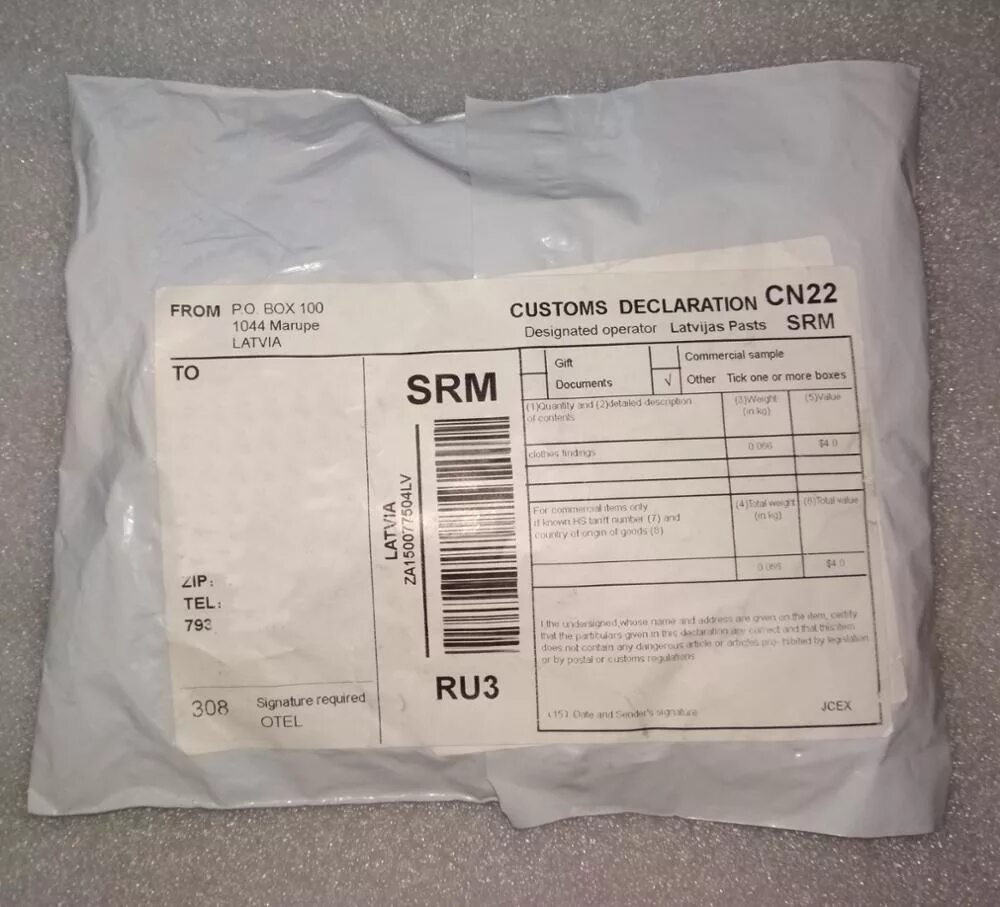 FROM P.O. BOX 100
1044 Marupe
LATVIA
CUSTOMS DECLARATION CN22
Designated operator Latvijas Pasts SRM
TO
ZIP:
TEL:
793
308 Signature required
OTEL
SRM
LATVIA
ZA150077504LV
RU3
Gift
Commercial sample
Documents
√ Other Tick one or more boxes
(1)Quantity and (2)detailed description
of contents
(3)Weight
(in kg)
(5)Value
clothes findings
$4.0
For commercial items only
If known HS tariff number (7) and
country of origin of goods (8)
(4)Total weight
(in kg)
(6)Total value
$4.0
I the undersigned,whose name and address are given on the item, certify
that the particulars given in this declaration are correct and that this item
does not contain any dangerous article or articles pro- hibited by legislation
or by postal or customs regulations
(15) Date and Sender's signature
JCEX